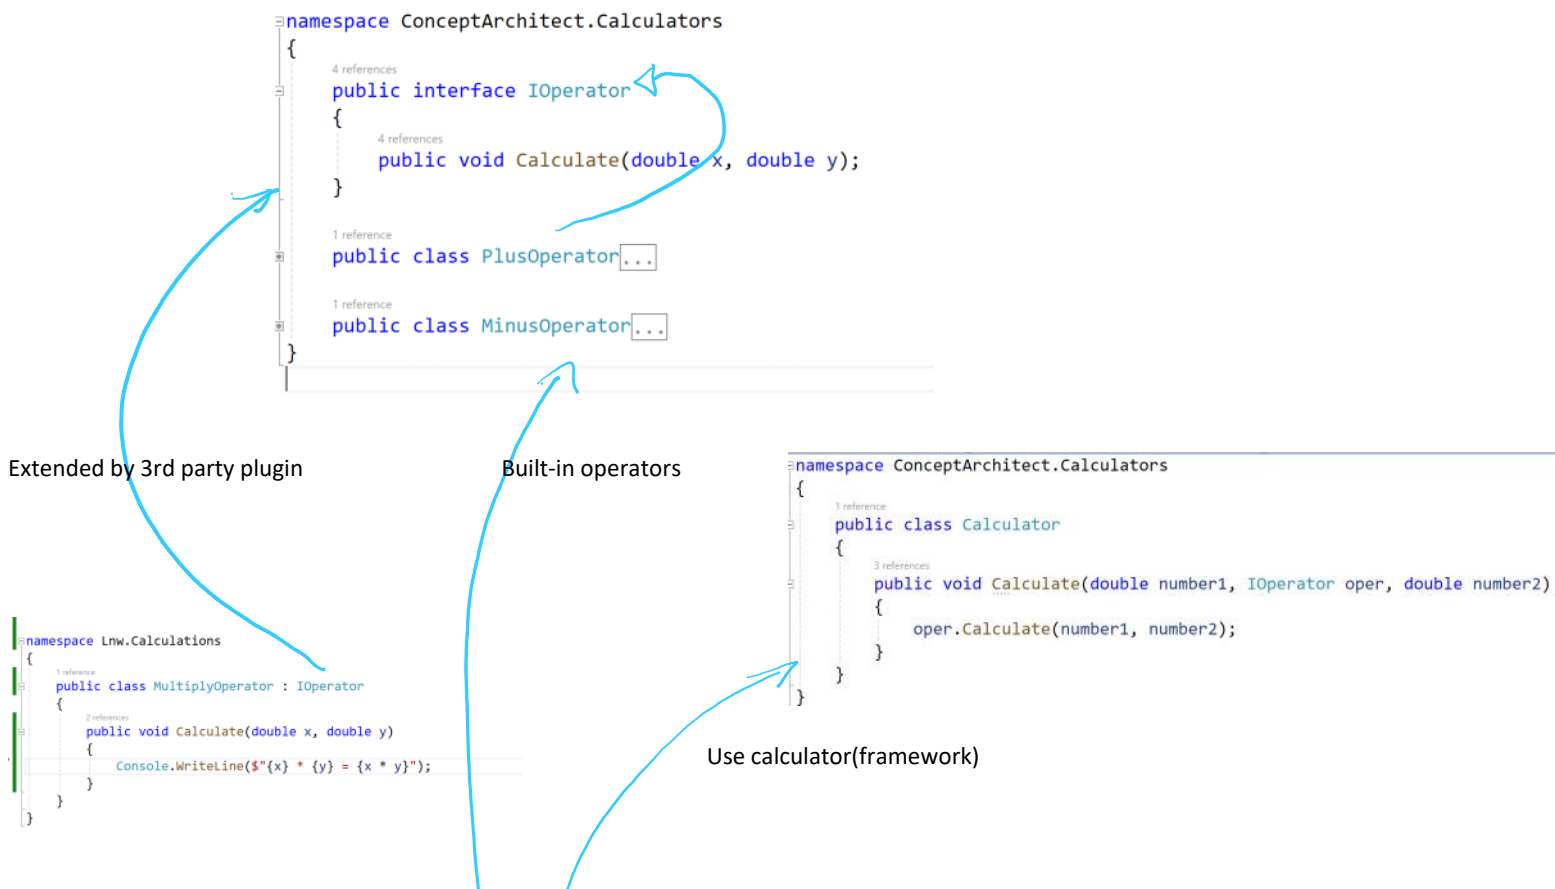 namespace ConceptArchitect.Calculators
{
4 references
public interface IOperator
{
4 references
public void Calculate(double x, double y);
}
1 reference
public class PlusOperator...
1 reference
public class MinusOperator...
}
Extended by 3rd party plugin
Built-in operators
namespace ConceptArchitect.Calculators
{
1 reference
public class Calculator
{
3 references
public void Calculate(double number1, IOperator oper, double number2)
{
oper.Calculate(number1, number2);
}
}
}
namespace Lnw.Calculations
{
1 reference
public class MultiplyOperator : IOperator
{
2 references
public void Calculate(double x, double y)
{
Console.WriteLine($"{x} * {y} = {x * y}");
}
}
}
Use calculator(framework)